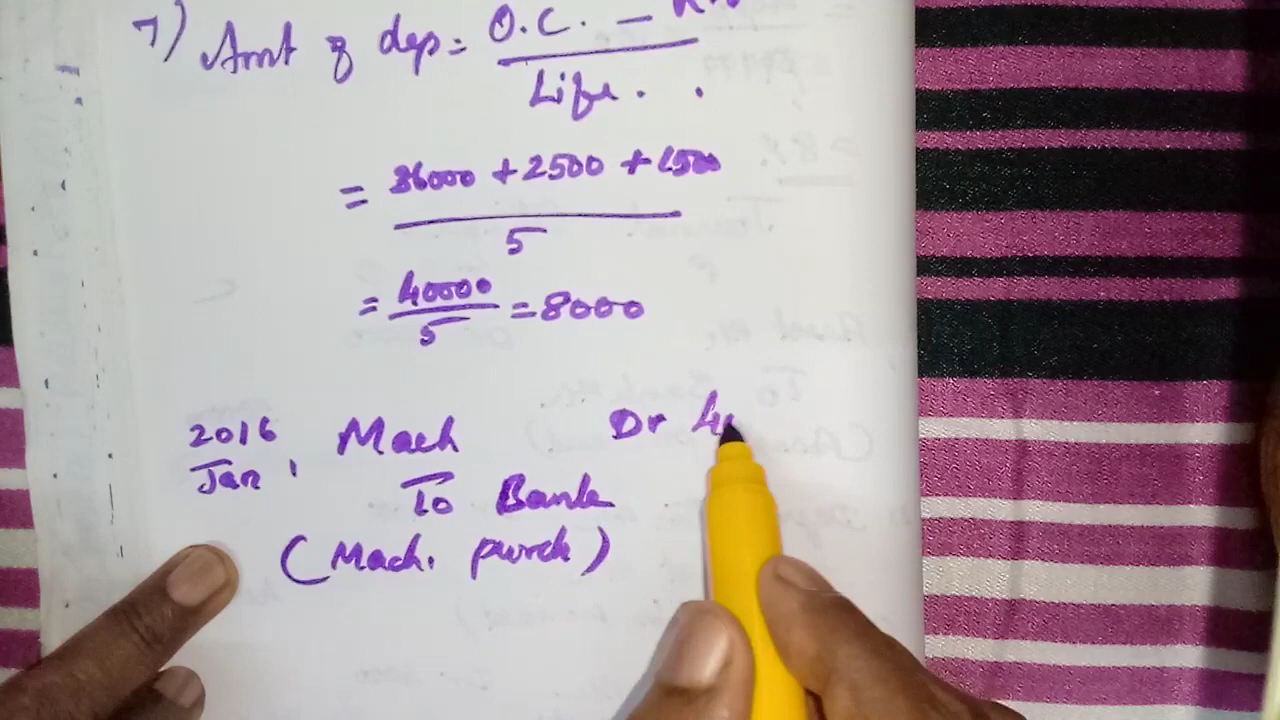 7) Amt of dep = O.C. -
Life.
= 36000 + 2500 + 1500
5
= 40000 = 8000
5
2016 Mach Dr 4
Jan 1
To Bank
(Mach. purch)